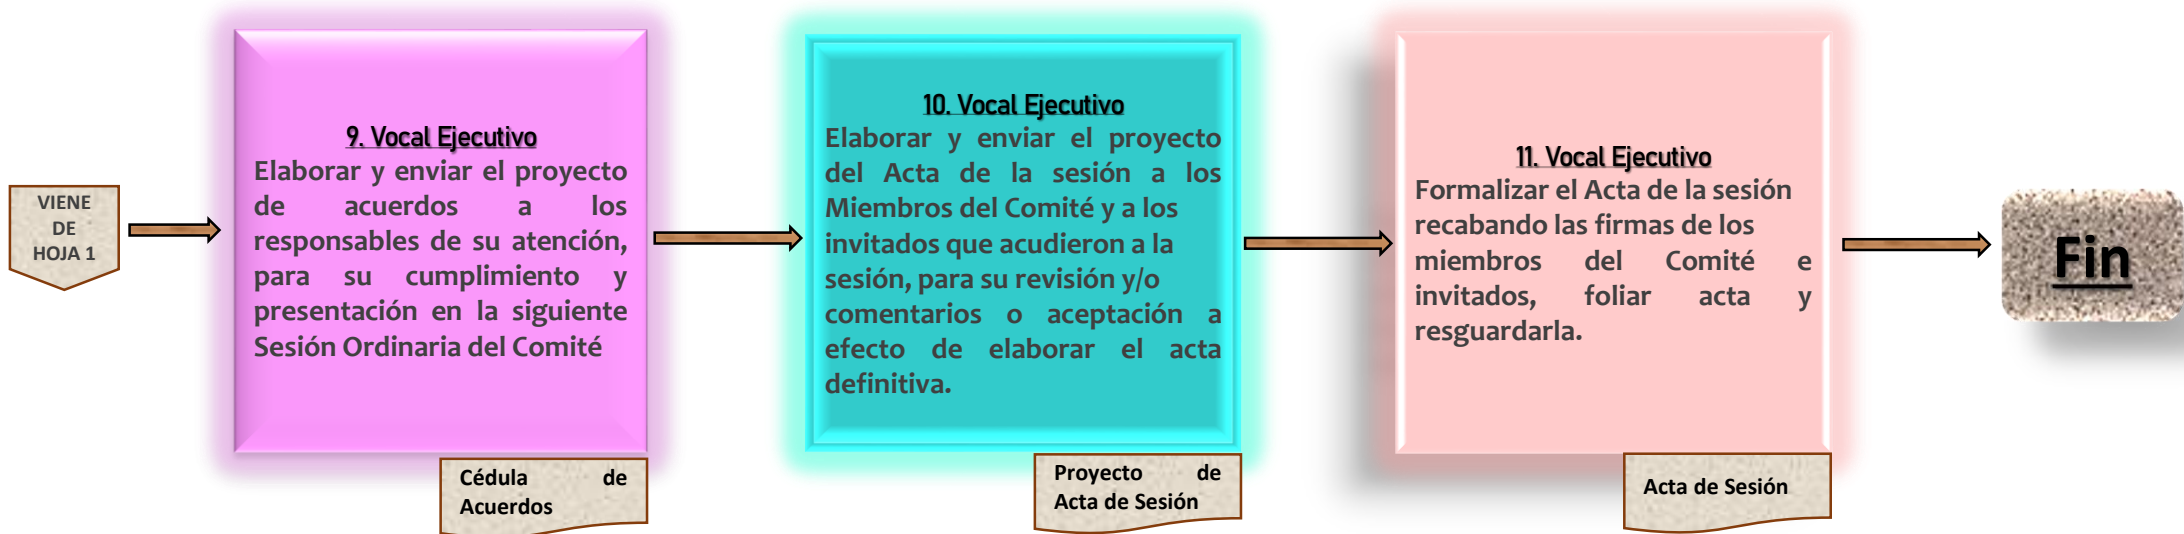 VIENE
DE
HOJA 1
9. Vocal Ejecutivo
Elaborar y enviar el proyecto
de acuerdos a los
responsables de su atención,
para su cumplimiento y
presentación en la siguiente
Sesión Ordinaria del Comité
Cédula de
Acuerdos
10. Vocal Ejecutivo
Elaborar y enviar el proyecto
del Acta de la sesión a los
Miembros del Comité y a los
invitados que acudieron a la
sesión, para su revisión y/o
comentarios o aceptación a
efecto de elaborar el acta
definitiva.
Proyecto de
Acta de Sesión
11. Vocal Ejecutivo
Formalizar el Acta de la sesión
recabando las firmas de los
miembros del Comité e
invitados, foliar acta y
resguardarla.
Acta de Sesión
Fin